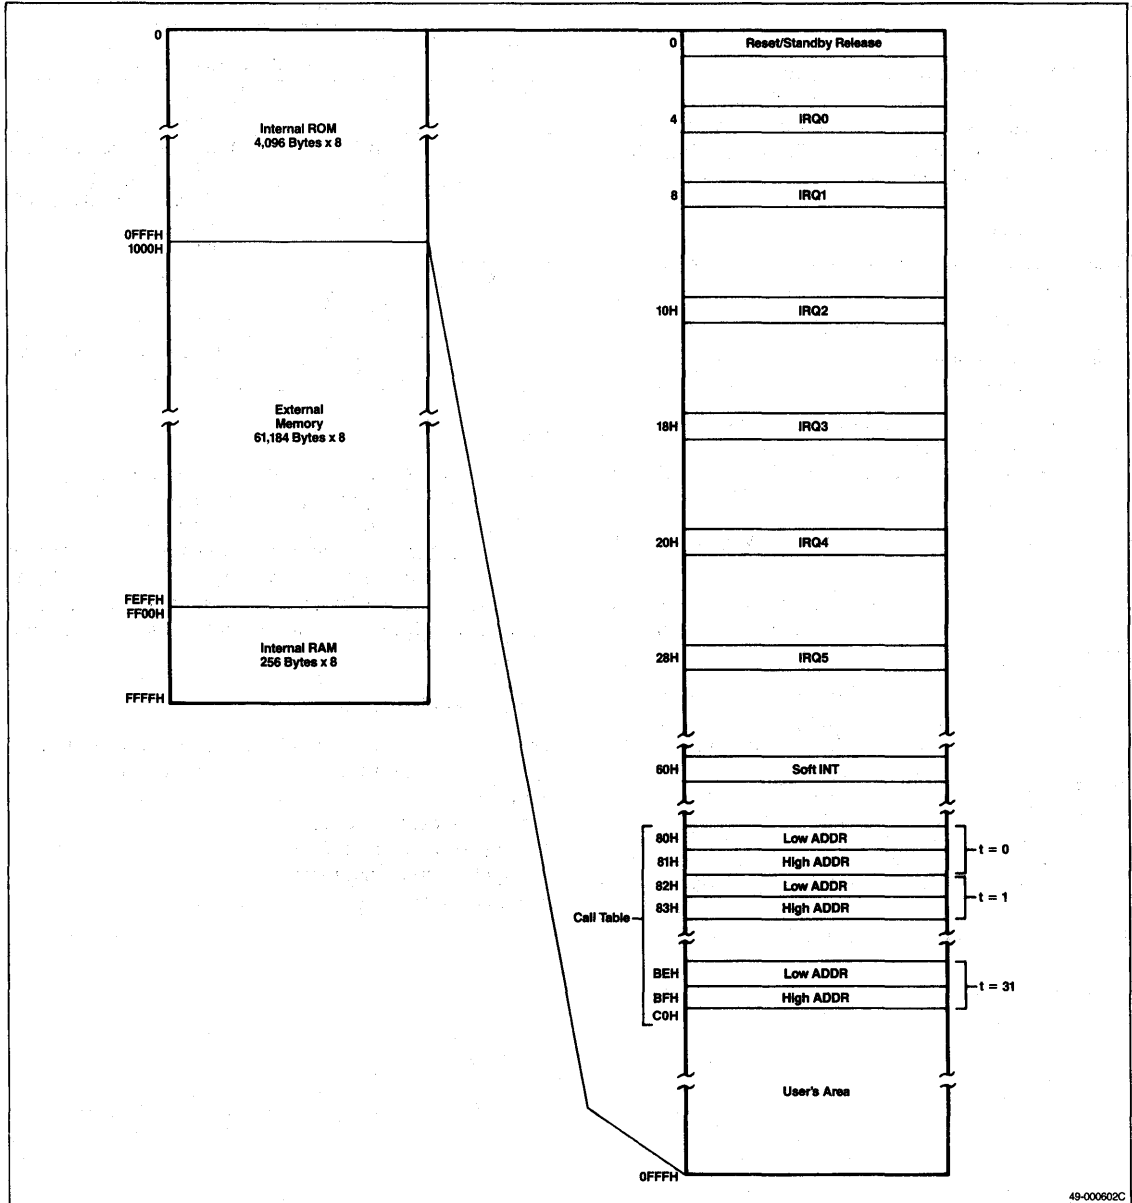 0
Internal ROM
4,096 Bytes x 8
0FFFH
1000H
External
Memory
61,184 Bytes x 8
FEFFH
FF00H
Internal RAM
256 Bytes x 8
FFFFH
0 Reset/Standby Release
4 IRQ0
8 IRQ1
10H IRQ2
18H IRQ3
20H IRQ4
28H IRQ5
60H Soft INT
Call Table
80H Low ADDR
81H High ADDR
t = 0
82H Low ADDR
83H High ADDR
t = 1
BEH Low ADDR
BFH High ADDR
t = 31
C0H
User's Area
0FFFH
49-000602C